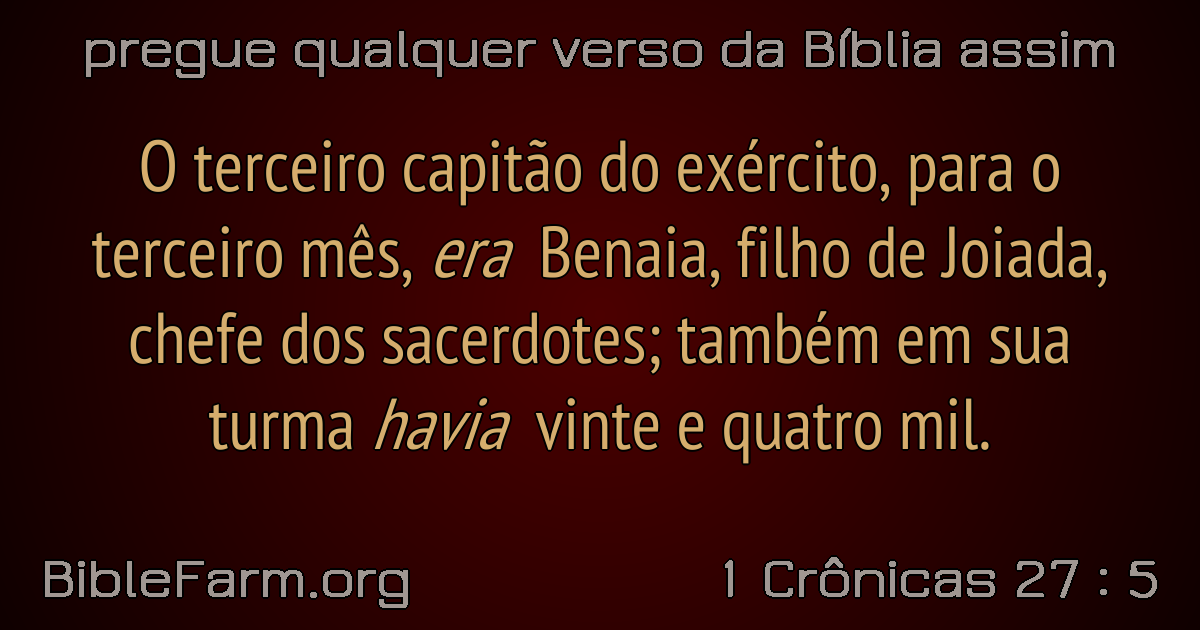 pregue qualquer verso da Bíblia assim
O terceiro capitão do exército, para o
terceiro mês, era Benaia, filho de Joiada,
chefe dos sacerdotes; também em sua
turma havia vinte e quatro mil.
BibleFarm.org
1 Crônicas 27 : 5